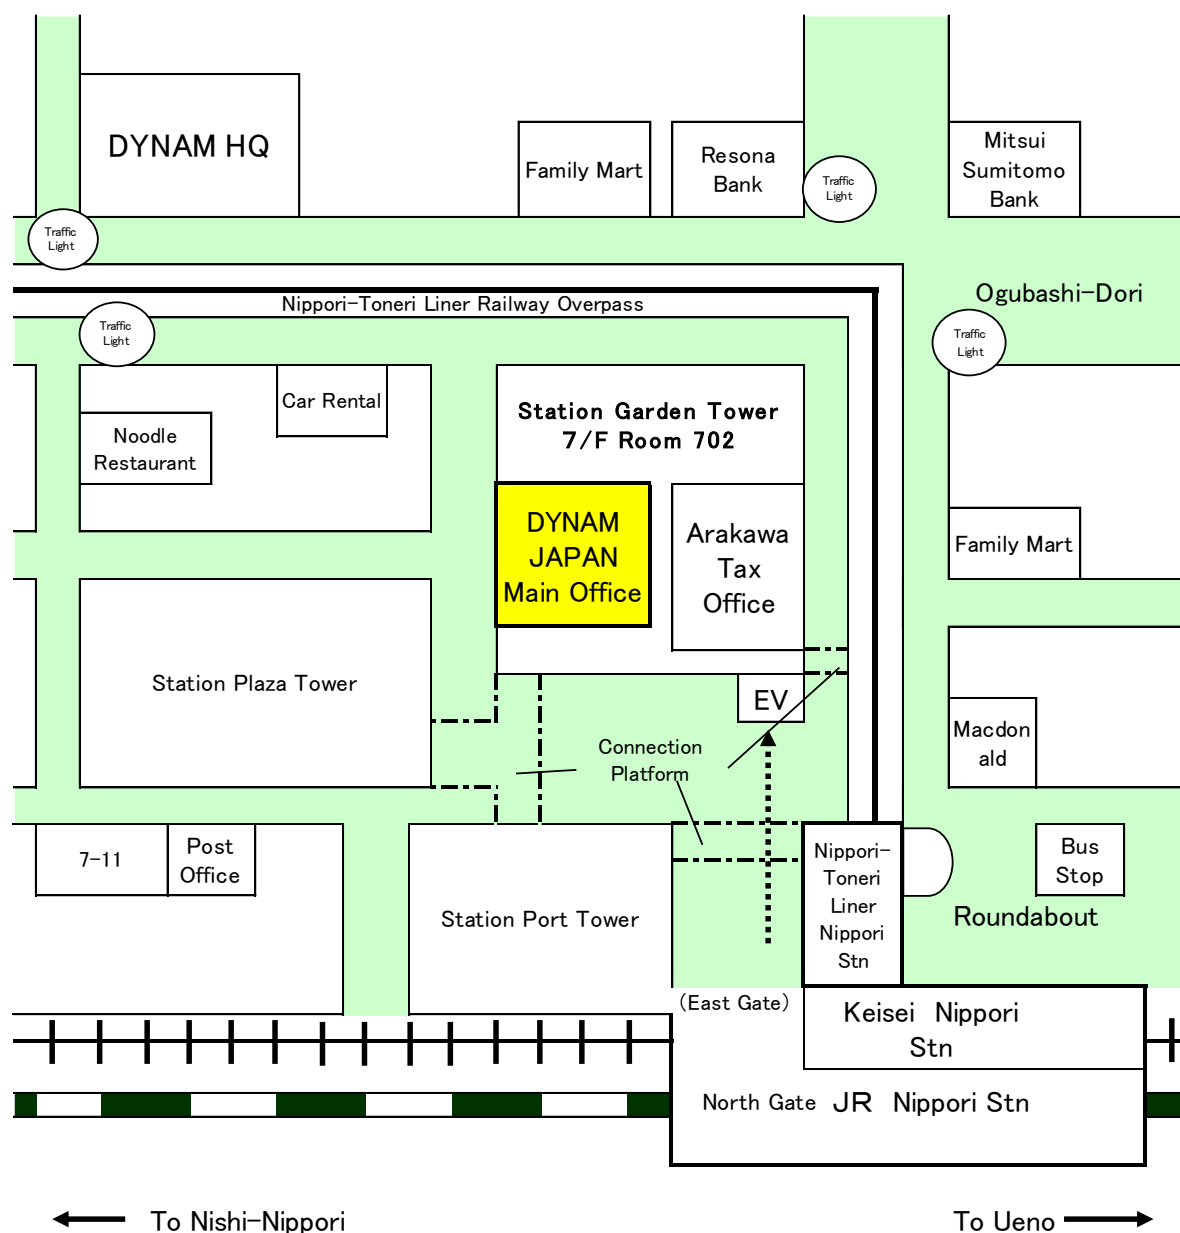 DYNAM HQ
Family Mart
Resona
Bank
Traffic
Light
Mitsui
Sumitomo
Bank
Traffic
Light
Nippori-Toneri Liner Railway Overpass
Ogubashi-Dori
Traffic
Light
Traffic
Light
Car Rental
Noodle
Restaurant
Station Garden Tower
7/F Room 702
DYNAM
JAPAN
Main Office
Arakawa
Tax
Office
Family Mart
Station Plaza Tower
EV
Connection
Platform
Macdon
ald
7-11
Post
Office
Station Port Tower
Nippori-
Toneri
Liner
Nippori
Stn
Bus
Stop
Roundabout
(East Gate)
Keisei Nippori
Stn
North Gate JR Nippori Stn
To Nishi-Nippori
To Ueno